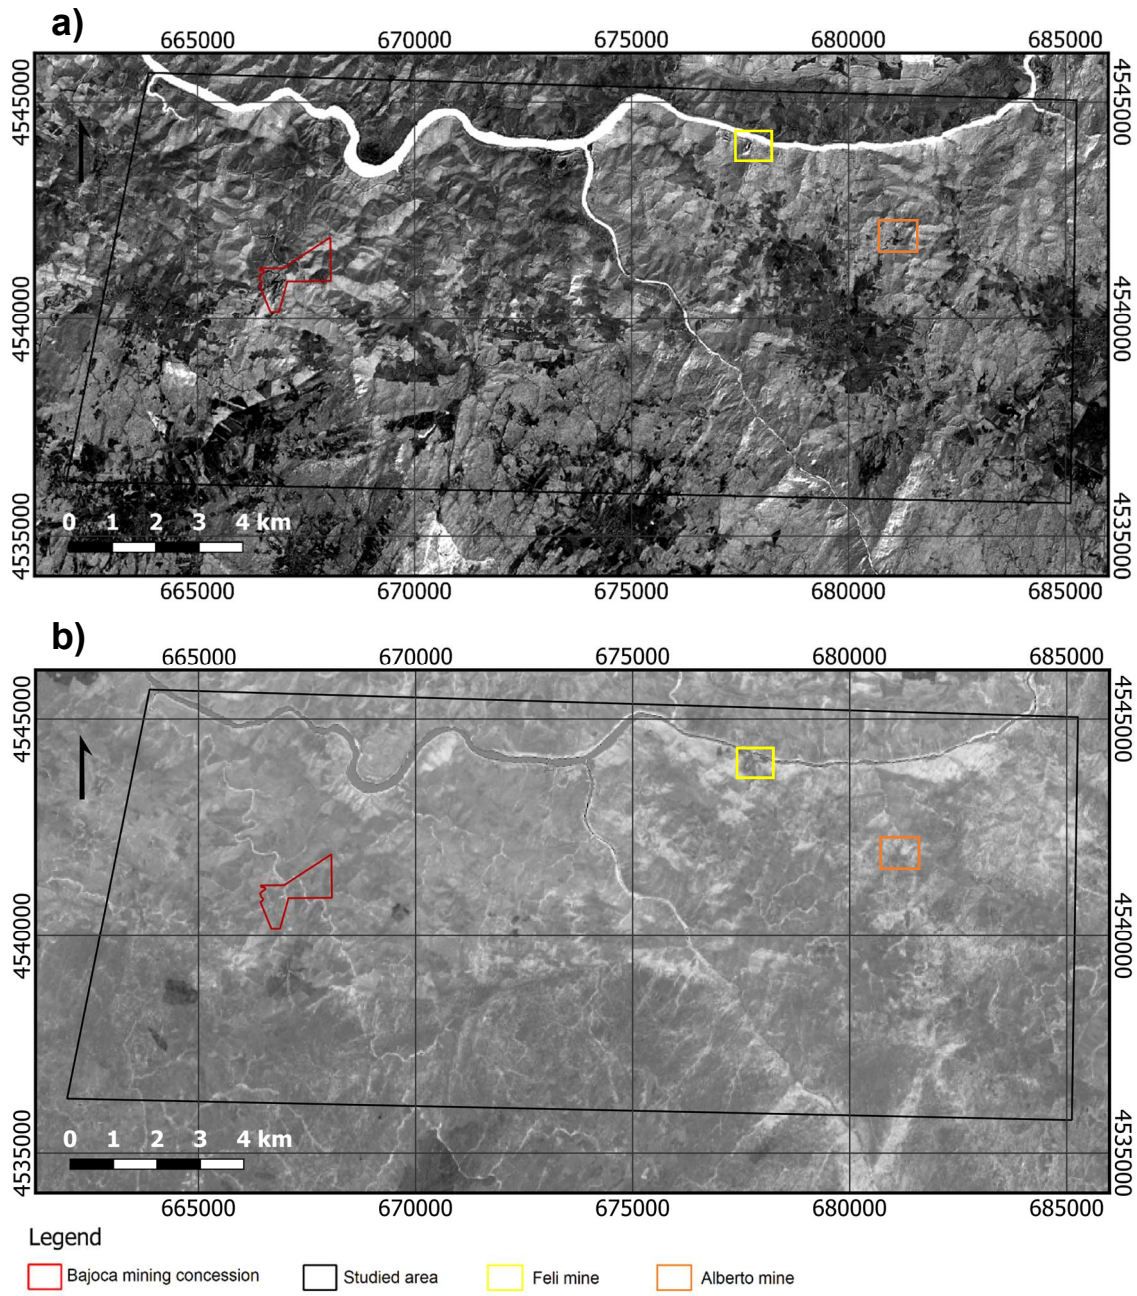 a)
665000 670000 675000 680000 685000
4545000 4545000
4540000 4540000
4535000 4535000
0 1 2 3 4 km
665000 670000 675000 680000 685000
b)
665000 670000 675000 680000 685000
4545000 4545000
4540000 4540000
4535000 4535000
0 1 2 3 4 km
665000 670000 675000 680000 685000
Legend
Bajoca mining concession Studied area Feli mine Alberto mine